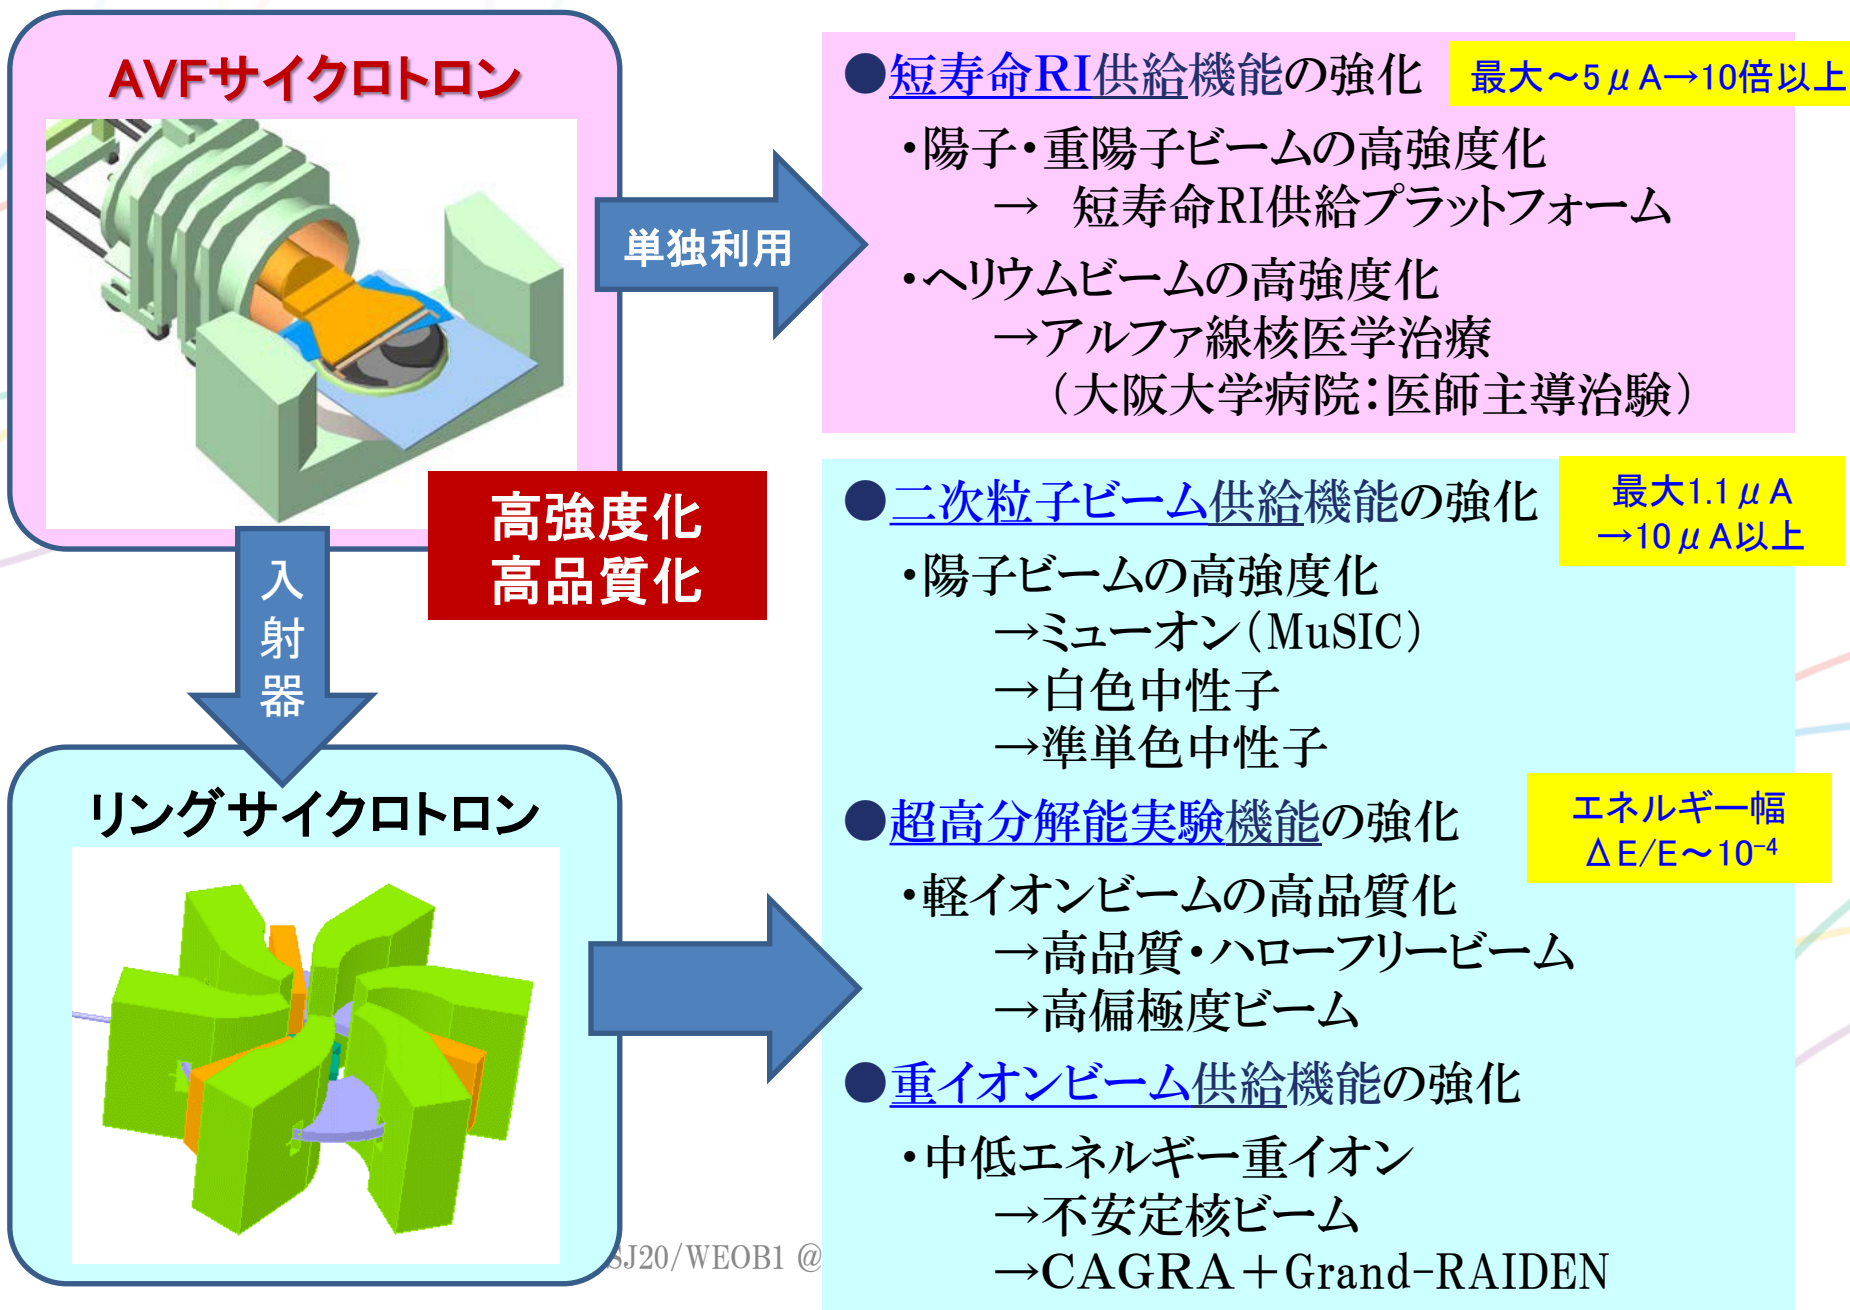 AVFサイクロトロン
単独利用
高強度化
高品質化
入
射
器
リングサイクロトロン
●短寿命RI供給機能の強化
最大～5μA→10倍以上
・陽子・重陽子ビームの高強度化
→ 短寿命RI供給プラットフォーム
・ヘリウムビームの高強度化
→アルファ線核医学治療
（大阪大学病院：医師主導治験）
●二次粒子ビーム供給機能の強化
最大1.1μA
→10μA以上
・陽子ビームの高強度化
→ミューオン（MuSIC）
→白色中性子
→準単色中性子
●超高分解能実験機能の強化
エネルギー幅
ΔE/E～10⁻⁴
・軽イオンビームの高品質化
→高品質・ハローフリービーム
→高偏極度ビーム
●重イオンビーム供給機能の強化
・中低エネルギー重イオン
→不安定核ビーム
→CAGRA＋Grand-RAIDEN
SJ20/WEOB1 @